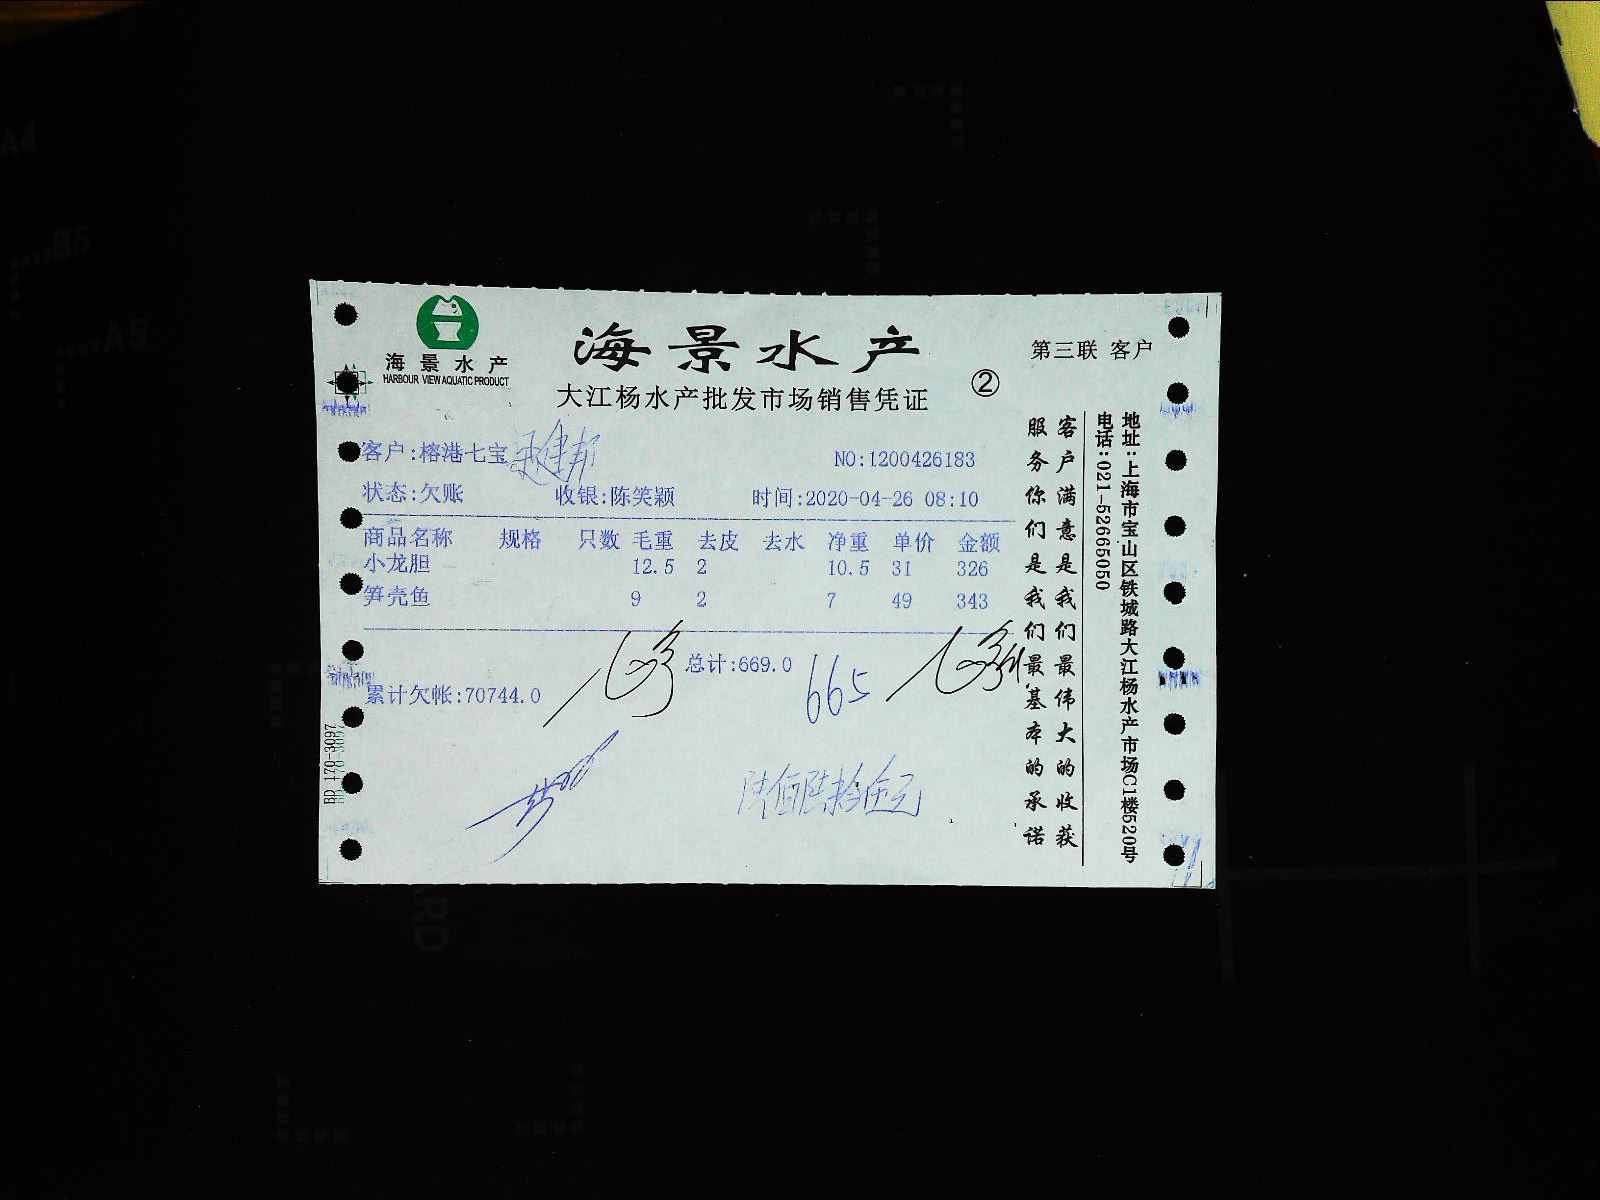 海景水产
HARBOUR VIEW AQUATIC PRODUCT
海景水产
大江杨水产批发市场销售凭证
②
第三联 客户
客户:榕港七宝
NO:1200426183
状态:欠账 收银:陈笑颖 时间:2020-04-26 08:10
商品名称 规格 只数 毛重 去皮 去水 净重 单价 金额
小龙胆 12.5 2 10.5 31 326
笋壳鱼 9 2 7 49 343
总计:669.0
665
累计欠帐:70744.0
客户满意是我们最伟大的收获
服务你们是我们最基本的承诺
地址:上海市宝山区铁城路大江杨水产市场C1楼520号
电话:021-52665050
BD 170-3097
A4
B5
A5